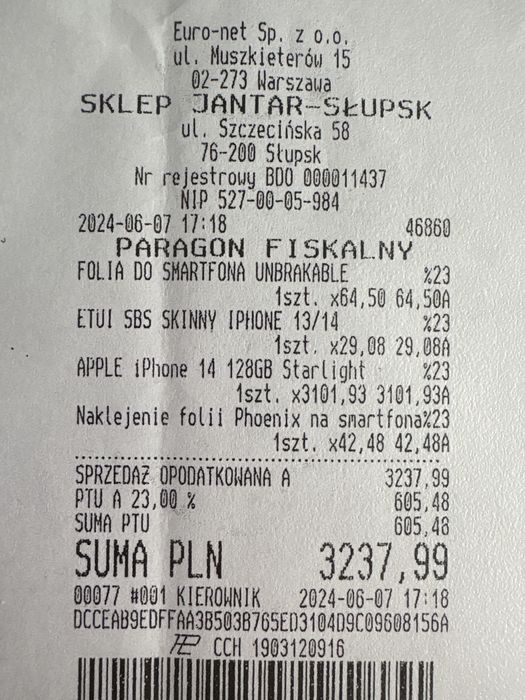 Euro-net Sp. z o.o.
ul. Muszkieterów 15
02-273 Warszawa
SKLEP JANTAR-SŁUPSK
ul. Szczecińska 58
76-200 Słupsk
Nr rejestrowy BDO 000011437
NIP 527-00-05-984
2024-06-07 17:18 46860
PARAGON FISKALNY
FOLIA DO SMARTFONA UNBRAKABLE %23
1szt. x64,50 64,50A
ETUI SBS SKINNY IPHONE 13/14 %23
1szt. x29,08 29,08A
APPLE iPhone 14 128GB Starlight %23
1szt. x3101,93 3101,93A
Naklejenie folii Phoenix na smartfona%23
1szt. x42,48 42,48A
SPRZEDAŻ OPODATKOWANA A 3237,99
PTU A 23,00 % 605,48
SUMA PTU 605,48
SUMA PLN 3237,99
00077 #001 KIEROWNIK 2024-06-07 17:18
DCCEAB9EDFFAA3B503B765ED3104D9C09608156A
CCH 1903120916